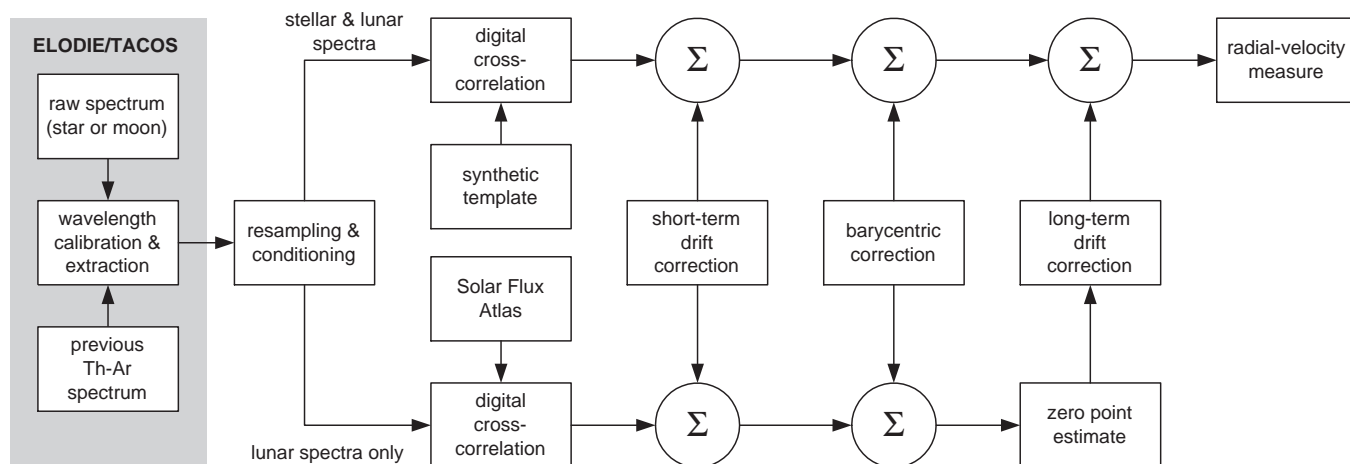 ELODIE/TACOS
raw spectrum
(star or moon)
wavelength
calibration &
extraction
previous
Th-Ar
spectrum
resampling &
conditioning
stellar & lunar
spectra
lunar spectra only
digital
cross-
correlation
synthetic
template
Solar Flux
Atlas
digital
cross-
correlation
Σ
short-term
drift
correction
Σ
Σ
barycentric
correction
Σ
Σ
long-term
drift
correction
zero point
estimate
radial-velocity
measure